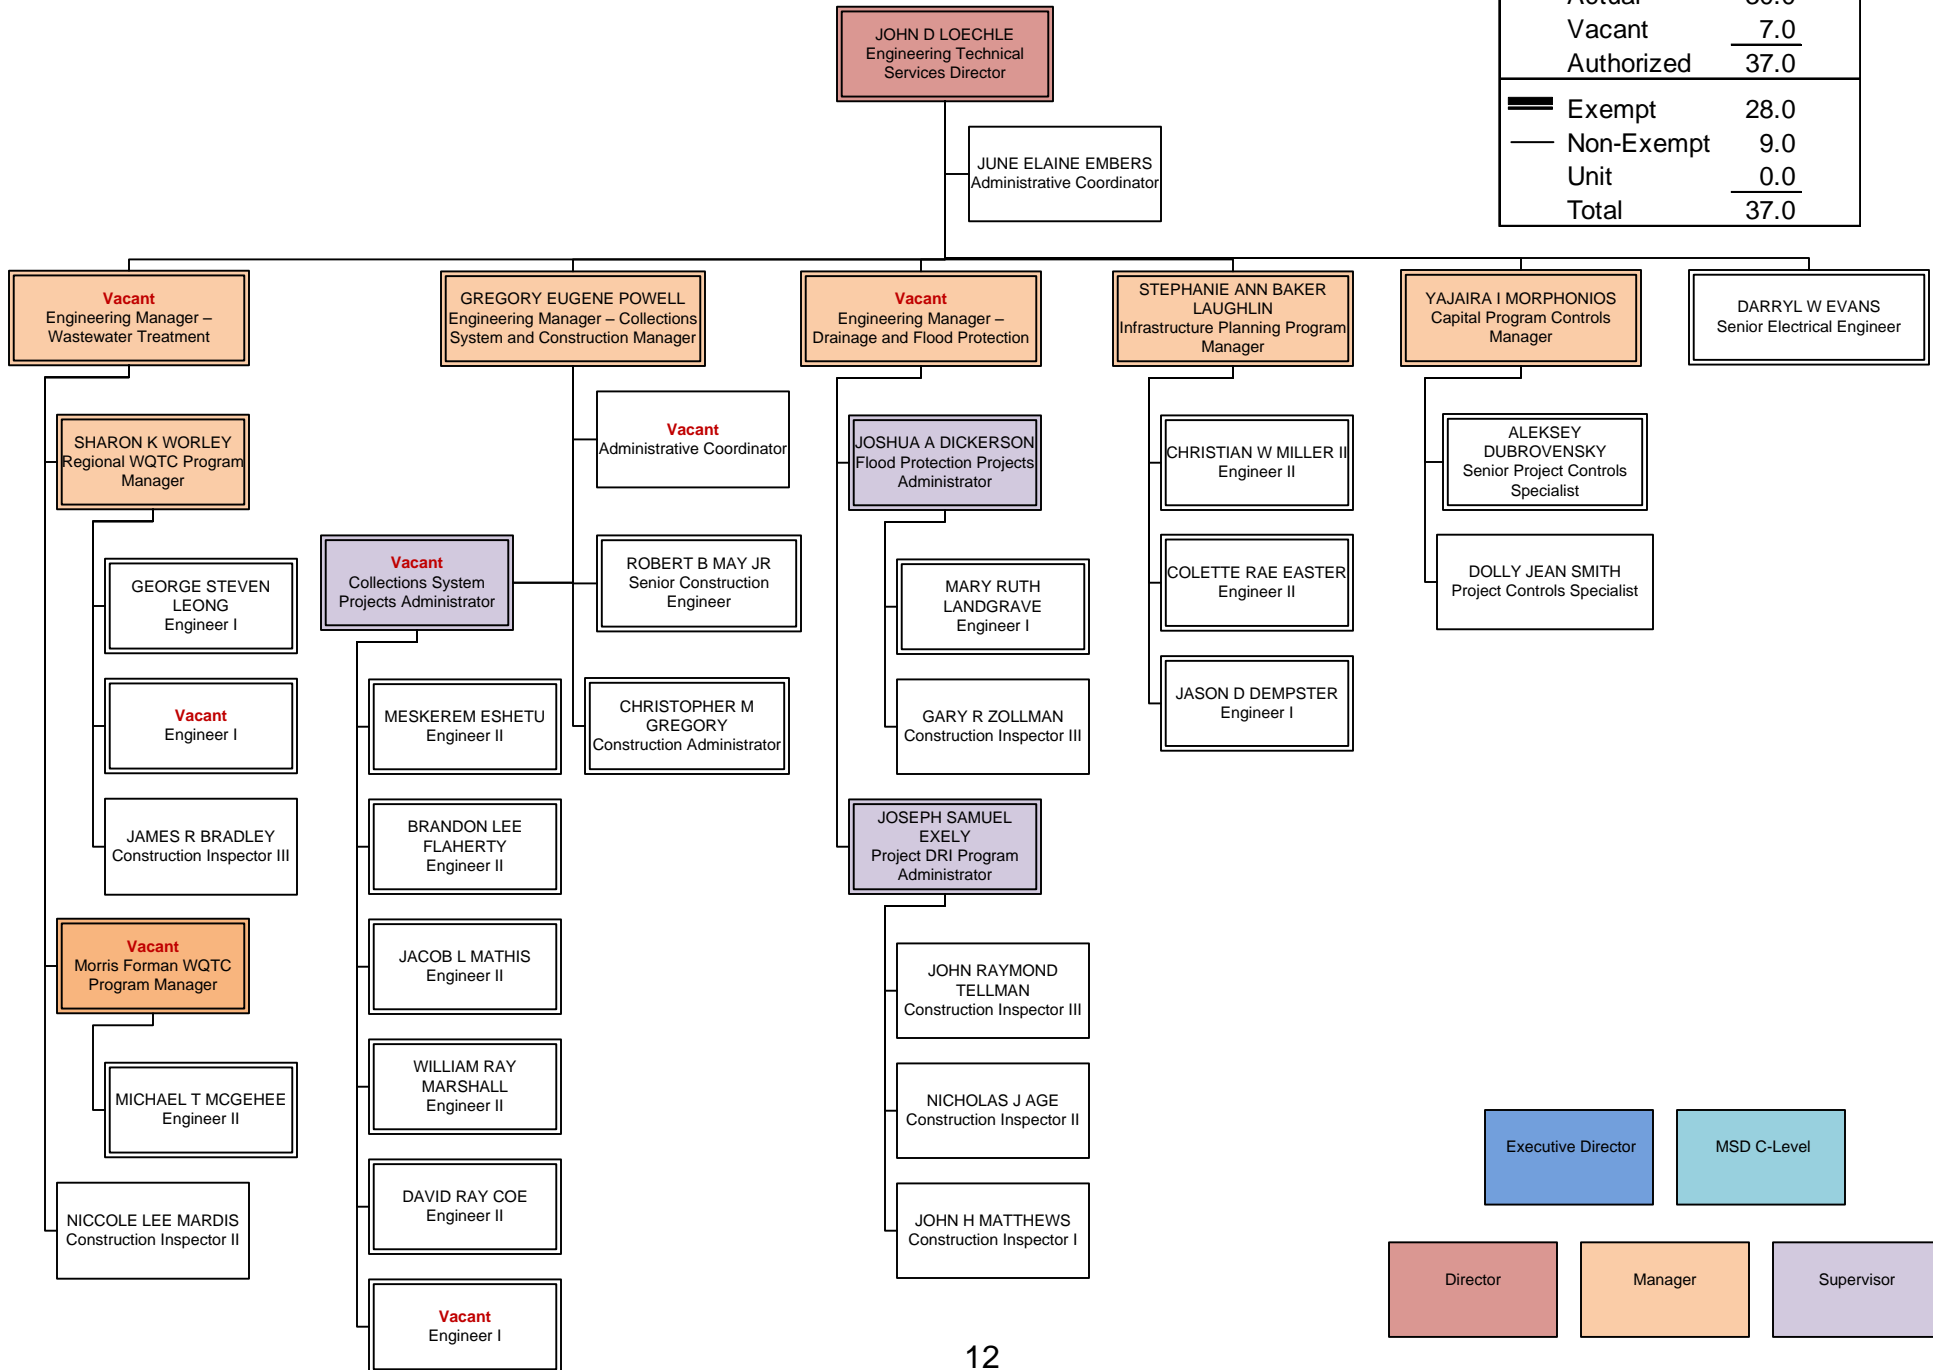 JOHN D LOECHLE
Engineering Technical
Services Director
Vacant 7.0
Authorized 37.0
Exempt 28.0
Non-Exempt 9.0
Unit 0.0
Total 37.0
JUNE ELAINE EMBERS
Administrative Coordinator
Vacant
Engineering Manager –
Wastewater Treatment
GREGORY EUGENE POWELL
Engineering Manager – Collections
System and Construction Manager
Vacant
Engineering Manager –
Drainage and Flood Protection
STEPHANIE ANN BAKER
LAUGHLIN
Infrastructure Planning Program
Manager
YAJAIRA I MORPHONIOS
Capital Program Controls
Manager
DARRYL W EVANS
Senior Electrical Engineer
SHARON K WORLEY
Regional WQTC Program
Manager
GEORGE STEVEN
LEONG
Engineer I
Vacant
Engineer I
JAMES R BRADLEY
Construction Inspector III
Vacant
Morris Forman WQTC
Program Manager
MICHAEL T MCGEHEE
Engineer II
NICCOLE LEE MARDIS
Construction Inspector II
Vacant
Administrative Coordinator
Vacant
Collections System
Projects Administrator
ROBERT B MAY JR
Senior Construction
Engineer
CHRISTOPHER M
GREGORY
Construction Administrator
MESKEREM ESHETU
Engineer II
BRANDON LEE
FLAHERTY
Engineer II
JACOB L MATHIS
Engineer II
WILLIAM RAY
MARSHALL
Engineer II
DAVID RAY COE
Engineer II
Vacant
Engineer I
JOSHUA A DICKERSON
Flood Protection Projects
Administrator
MARY RUTH
LANDGRAVE
Engineer I
GARY R ZOLLMAN
Construction Inspector III
JOSEPH SAMUEL
EXELY
Project DRI Program
Administrator
JOHN RAYMOND
TELLMAN
Construction Inspector III
NICHOLAS J AGE
Construction Inspector II
JOHN H MATTHEWS
Construction Inspector I
CHRISTIAN W MILLER II
Engineer II
COLETTE RAE EASTER
Engineer II
JASON D DEMPSTER
Engineer I
ALEKSEY
DUBROVENSKY
Senior Project Controls
Specialist
DOLLY JEAN SMITH
Project Controls Specialist
Executive Director
MSD C-Level
Director
Manager
Supervisor
12